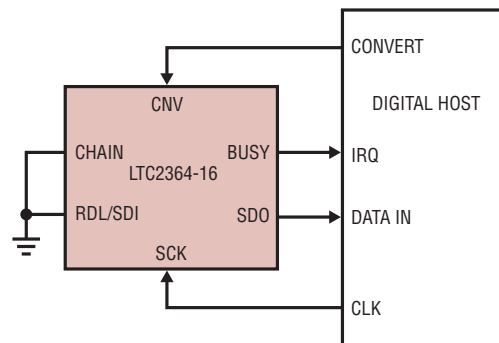 CONVERT
CNV
DIGITAL HOST
CHAIN
BUSY
IRQ
LTC2364-16
RDL/SDI
SDO
DATA IN
SCK
CLK